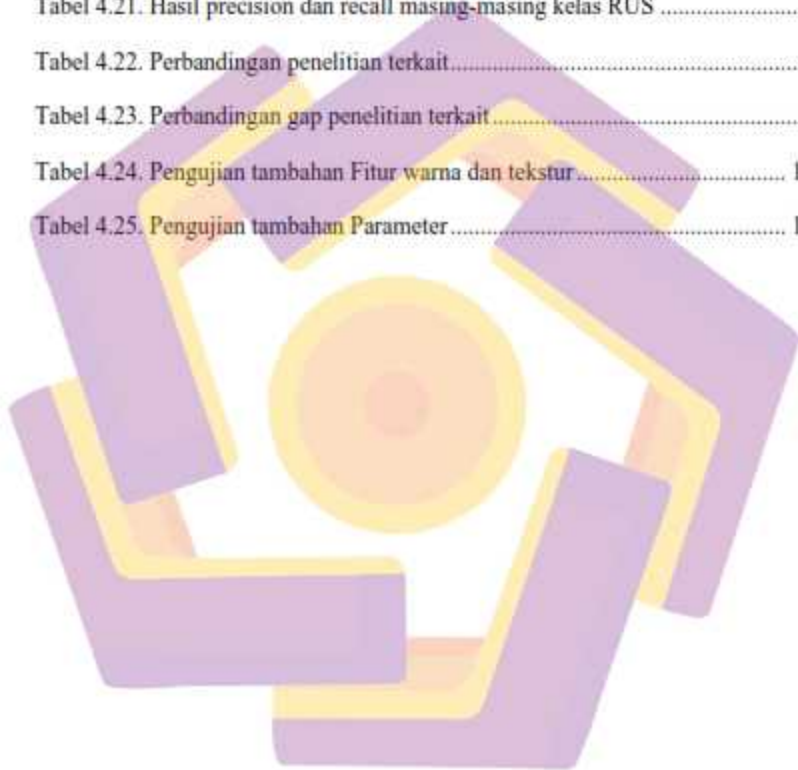 Tabel 4.21. Hasil precision dan recall masing-masing kelas RUS ........................
Tabel 4.22. Perbandingan penelitian terkait............................................................
Tabel 4.23. Perbandingan gap penelitian terkait.....................................................
Tabel 4.24. Pengujian tambahan Fitur warna dan tekstur...................................
Tabel 4.25. Pengujian tambahan Parameter.........................................................